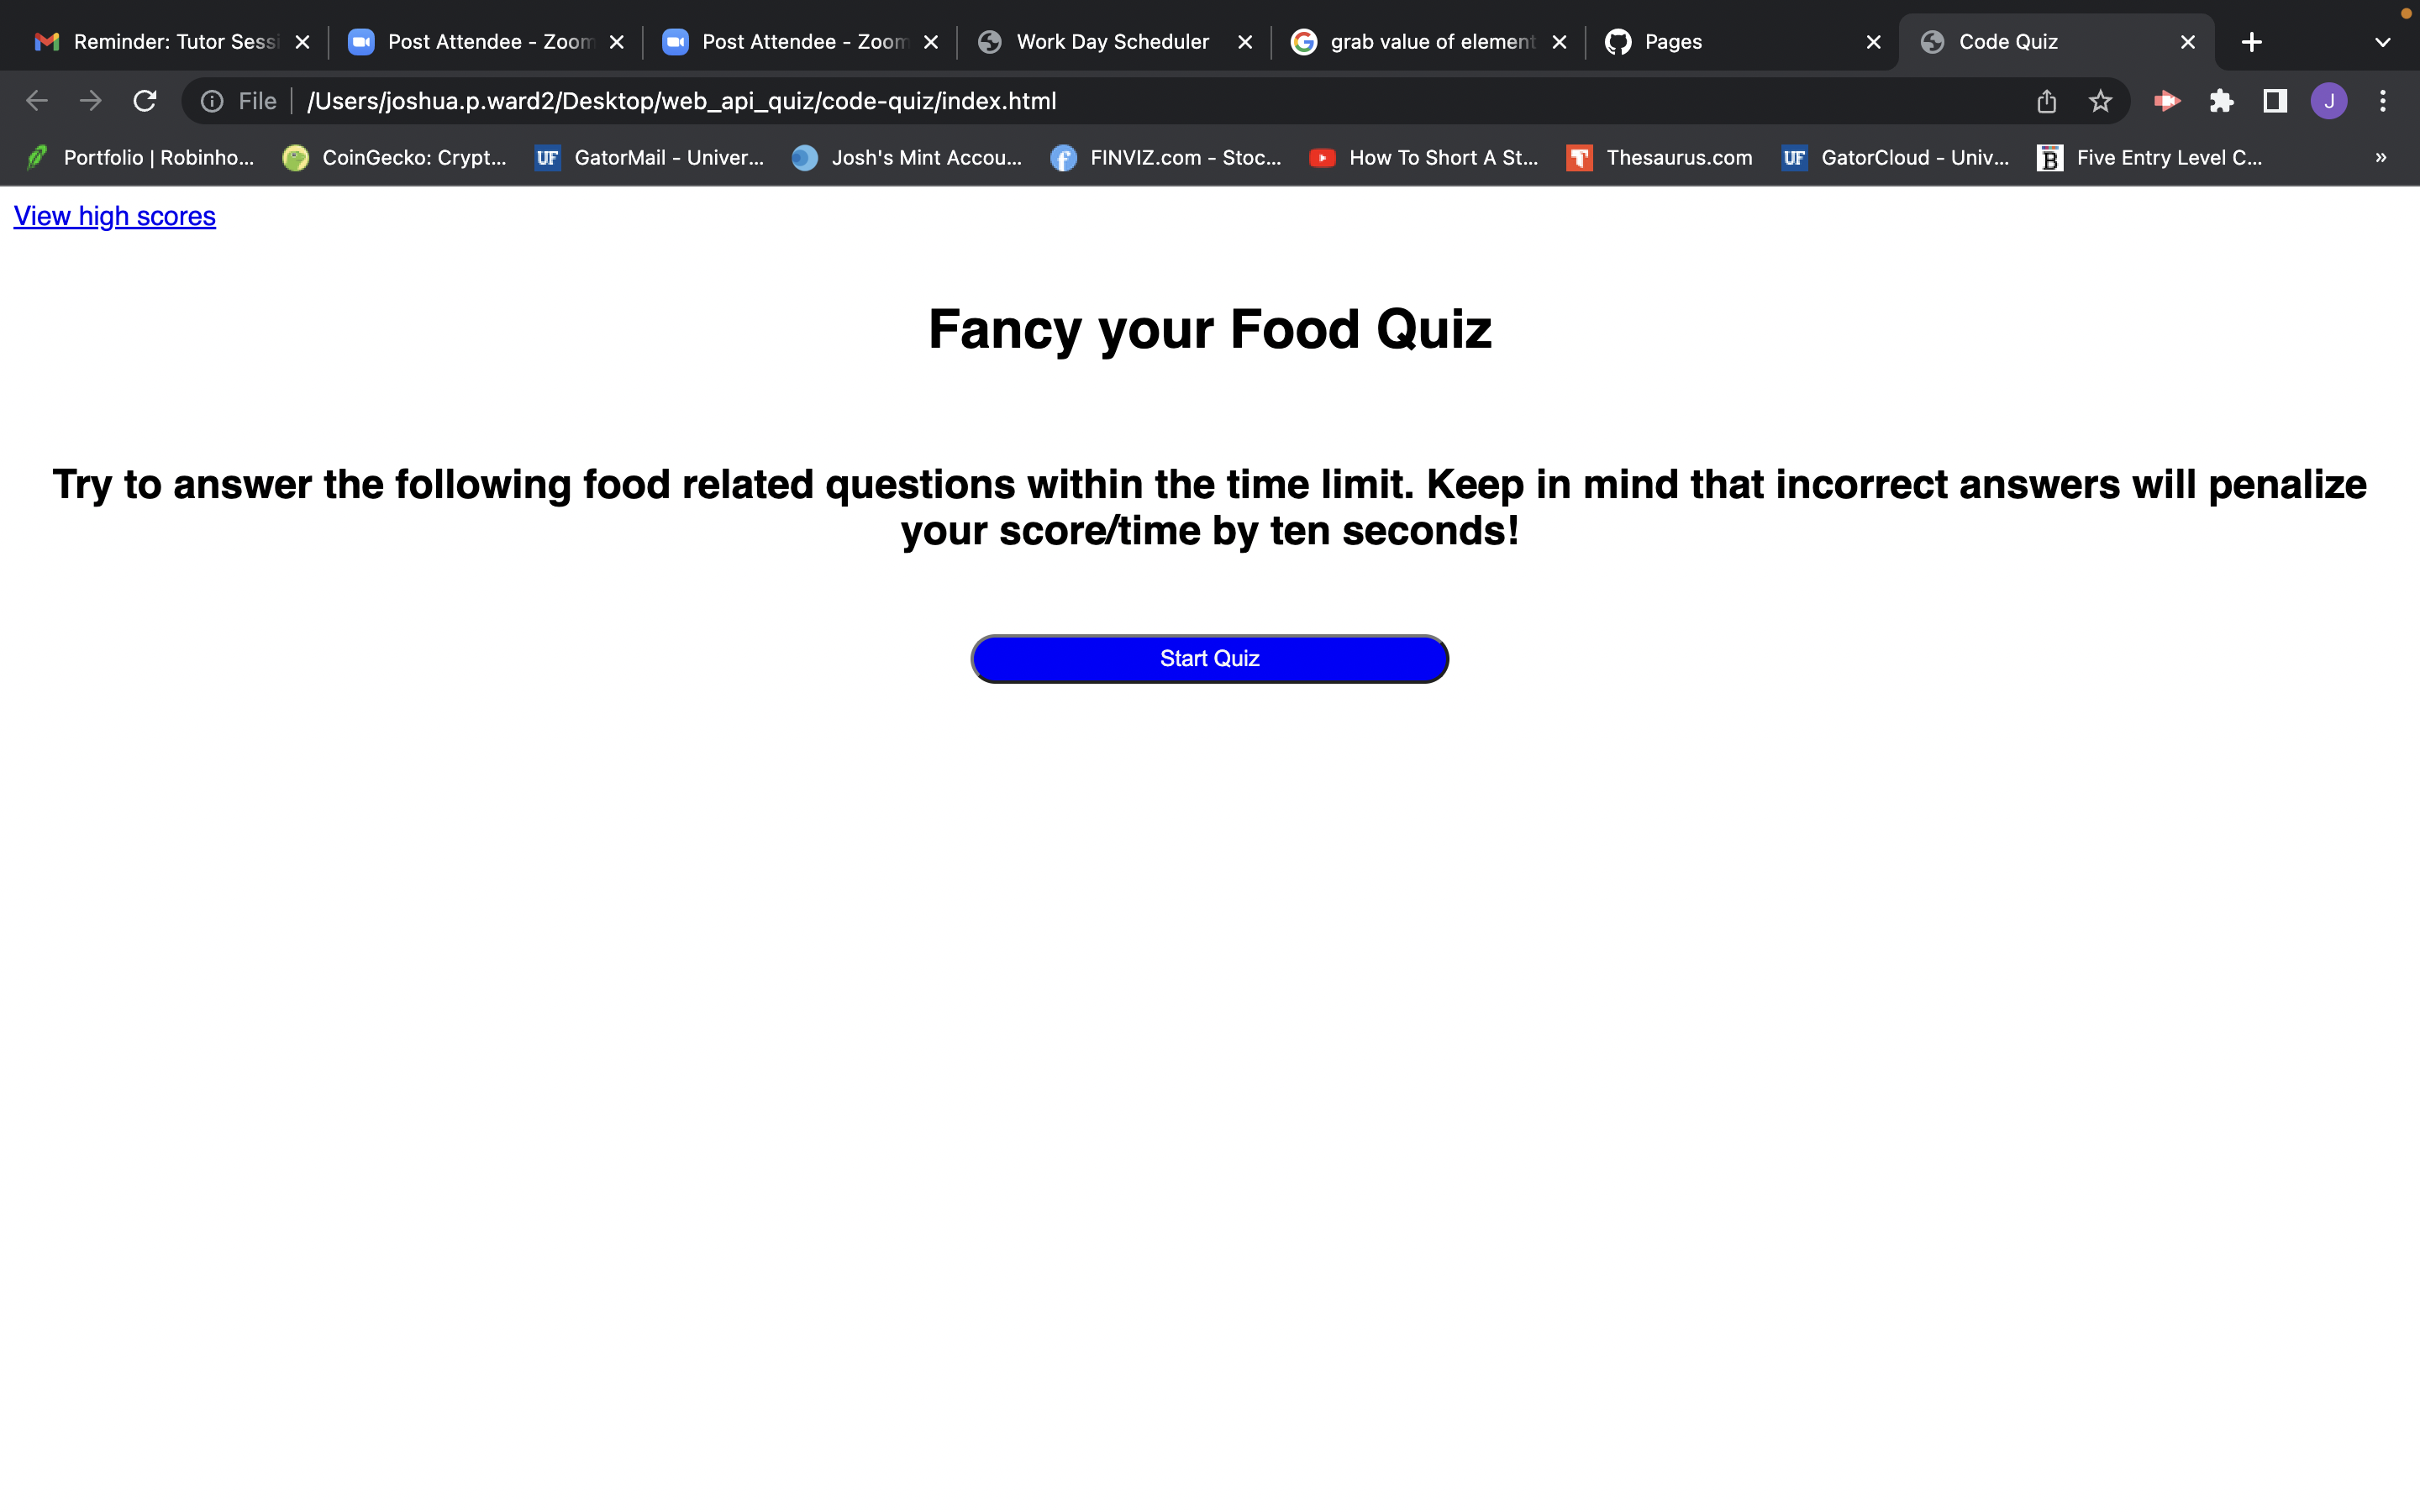 Reminder: Tutor Sessi
Post Attendee - Zoom
Post Attendee - Zoom
Work Day Scheduler
grab value of element
Pages
Code Quiz
File
/Users/joshua.p.ward2/Desktop/web_api_quiz/code-quiz/index.html
J
Portfolio | Robinho...
CoinGecko: Crypt...
UF GatorMail - Univer...
Josh's Mint Accou...
FINVIZ.com - Stoc...
How To Short A St...
T Thesaurus.com
UF GatorCloud - Univ...
B Five Entry Level C...
»
View high scores
Fancy your Food Quiz
Try to answer the following food related questions within the time limit. Keep in mind that incorrect answers will penalize
your score/time by ten seconds!
Start Quiz